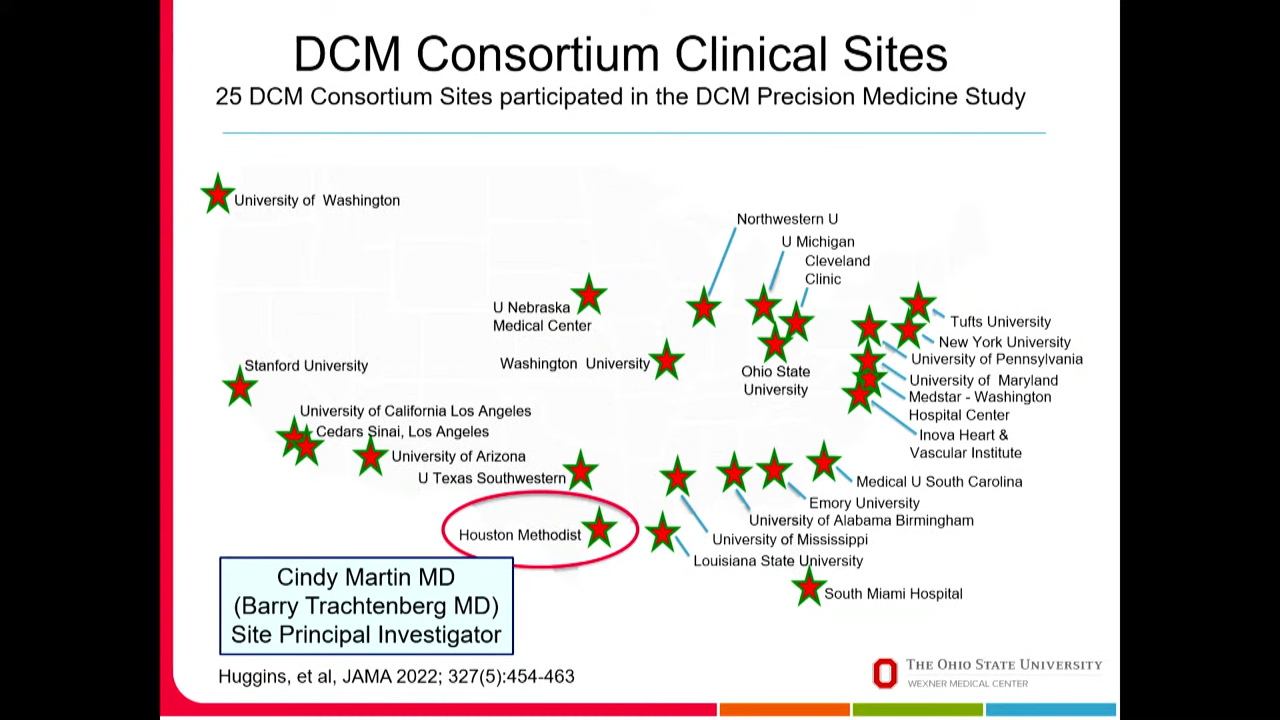 DCM Consortium Clinical Sites
25 DCM Consortium Sites participated in the DCM Precision Medicine Study
University of  Washington
Northwestern U
U Michigan
Cleveland
Clinic
U Nebraska
Medical Center
Tufts University
New York University
University of Pennsylvania
Washington  University
Ohio State
University
Stanford University
University of  Maryland
Medstar - Washington
Hospital Center
University of California Los Angeles
Cedars Sinai, Los Angeles
Inova Heart &
Vascular Institute
University of Arizona
U Texas Southwestern
Medical U South Carolina
Emory University
University of Alabama Birmingham
Houston Methodist
University of Mississippi
Louisiana State University
South Miami Hospital
Cindy Martin MD
(Barry Trachtenberg MD)
Site Principal Investigator
Huggins, et al, JAMA 2022; 327(5):454-463
THE OHIO STATE UNIVERSITY
WEXNER MEDICAL CENTER